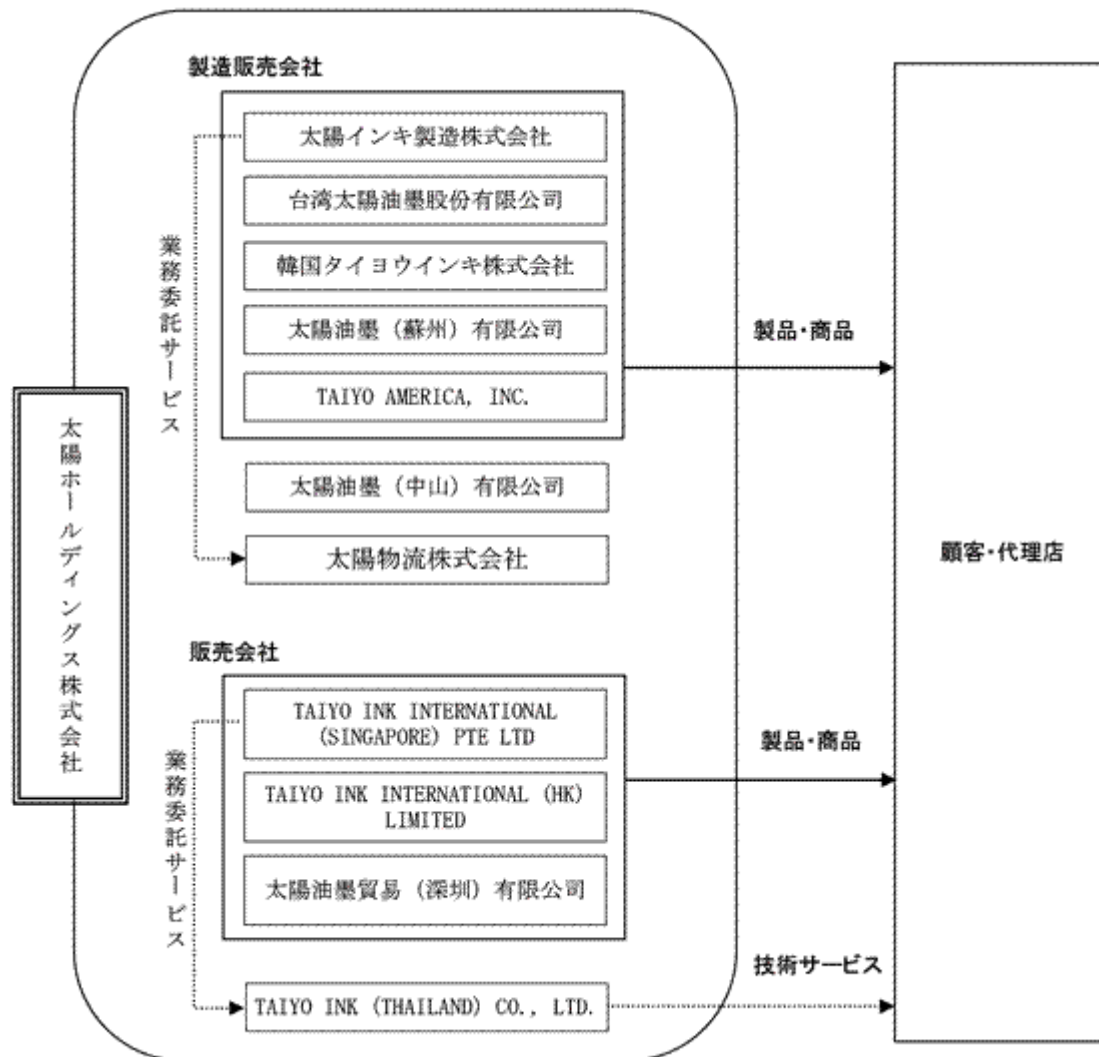 製造販売会社
太陽インキ製造株式会社
台湾太陽油墨股份有限公司
韓国タイヨウインキ株式会社
太陽油墨（蘇州）有限公司
TAIYO AMERICA, INC.
業務委託サービス
太陽油墨（中山）有限公司
太陽物流株式会社
太陽ホールディングス株式会社
製品・商品
顧客・代理店
販売会社
TAIYO INK INTERNATIONAL
(SINGAPORE) PTE LTD
TAIYO INK INTERNATIONAL (HK)
LIMITED
太陽油墨貿易（深圳）有限公司
業務委託サービス
製品・商品
TAIYO INK (THAILAND) CO., LTD.
技術サービス